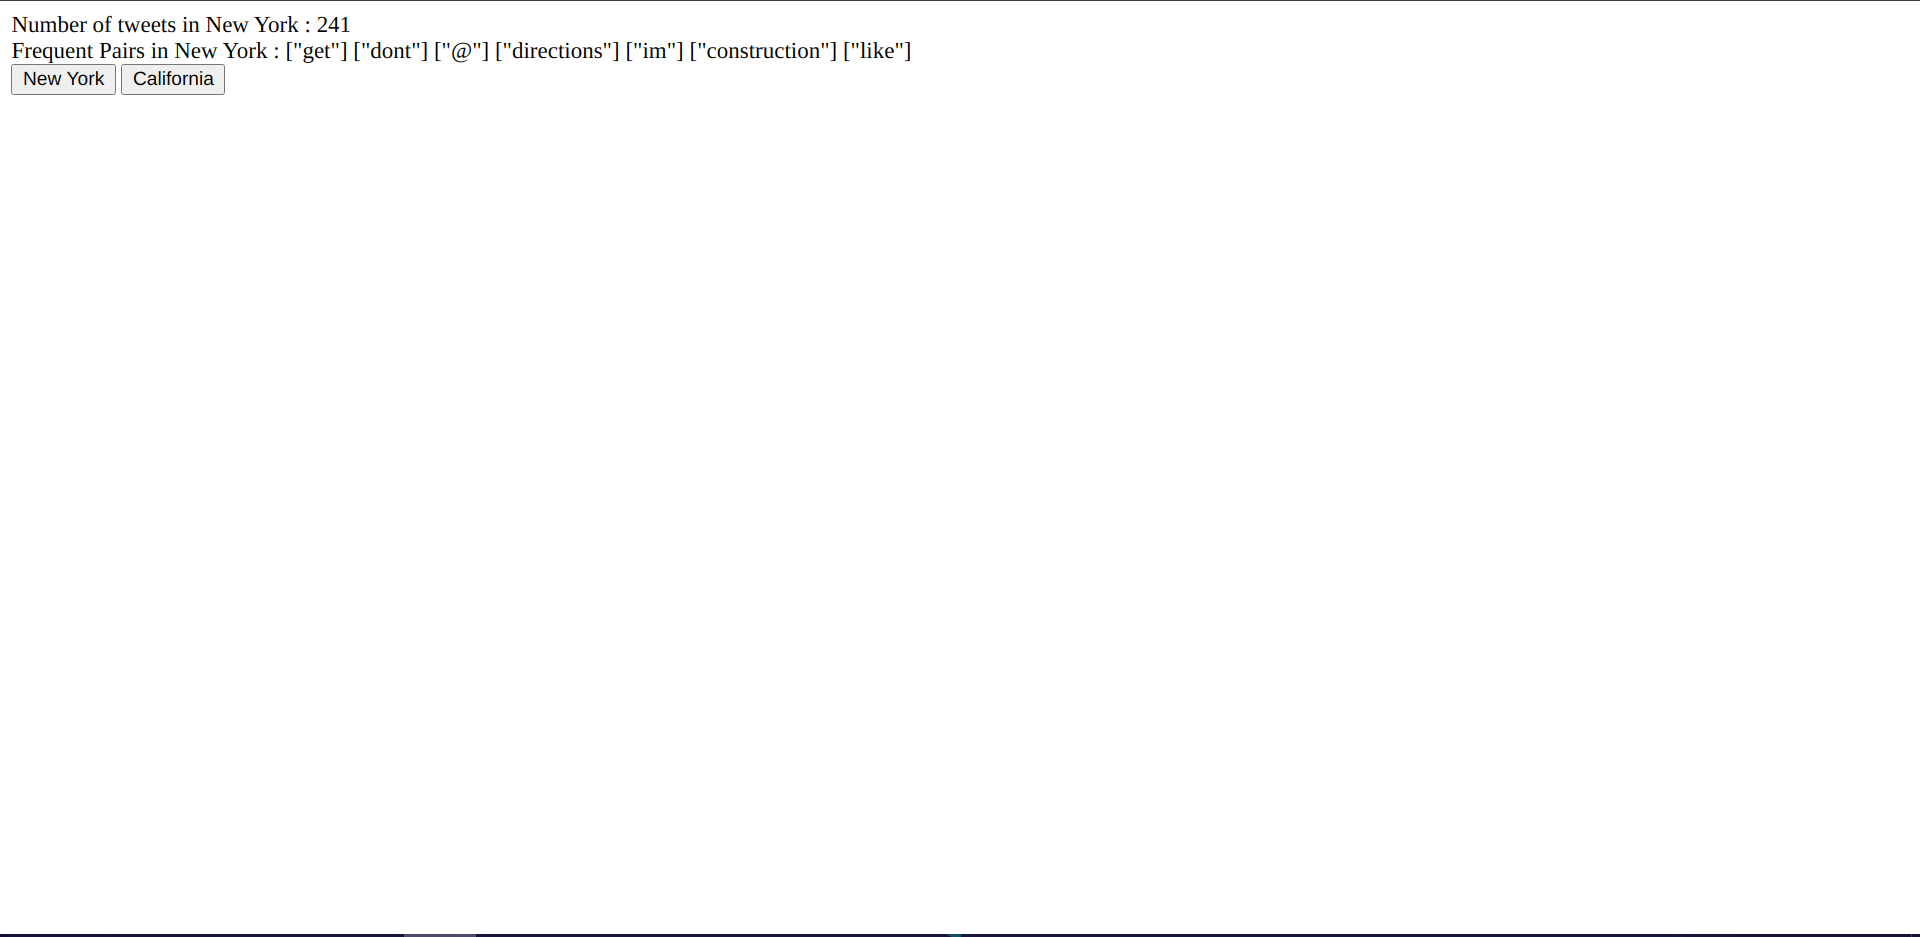 Number of tweets in New York : 241
Frequent Pairs in New York : ["get"] ["dont"] ["@"] ["directions"] ["im"] ["construction"] ["like"]
New York California